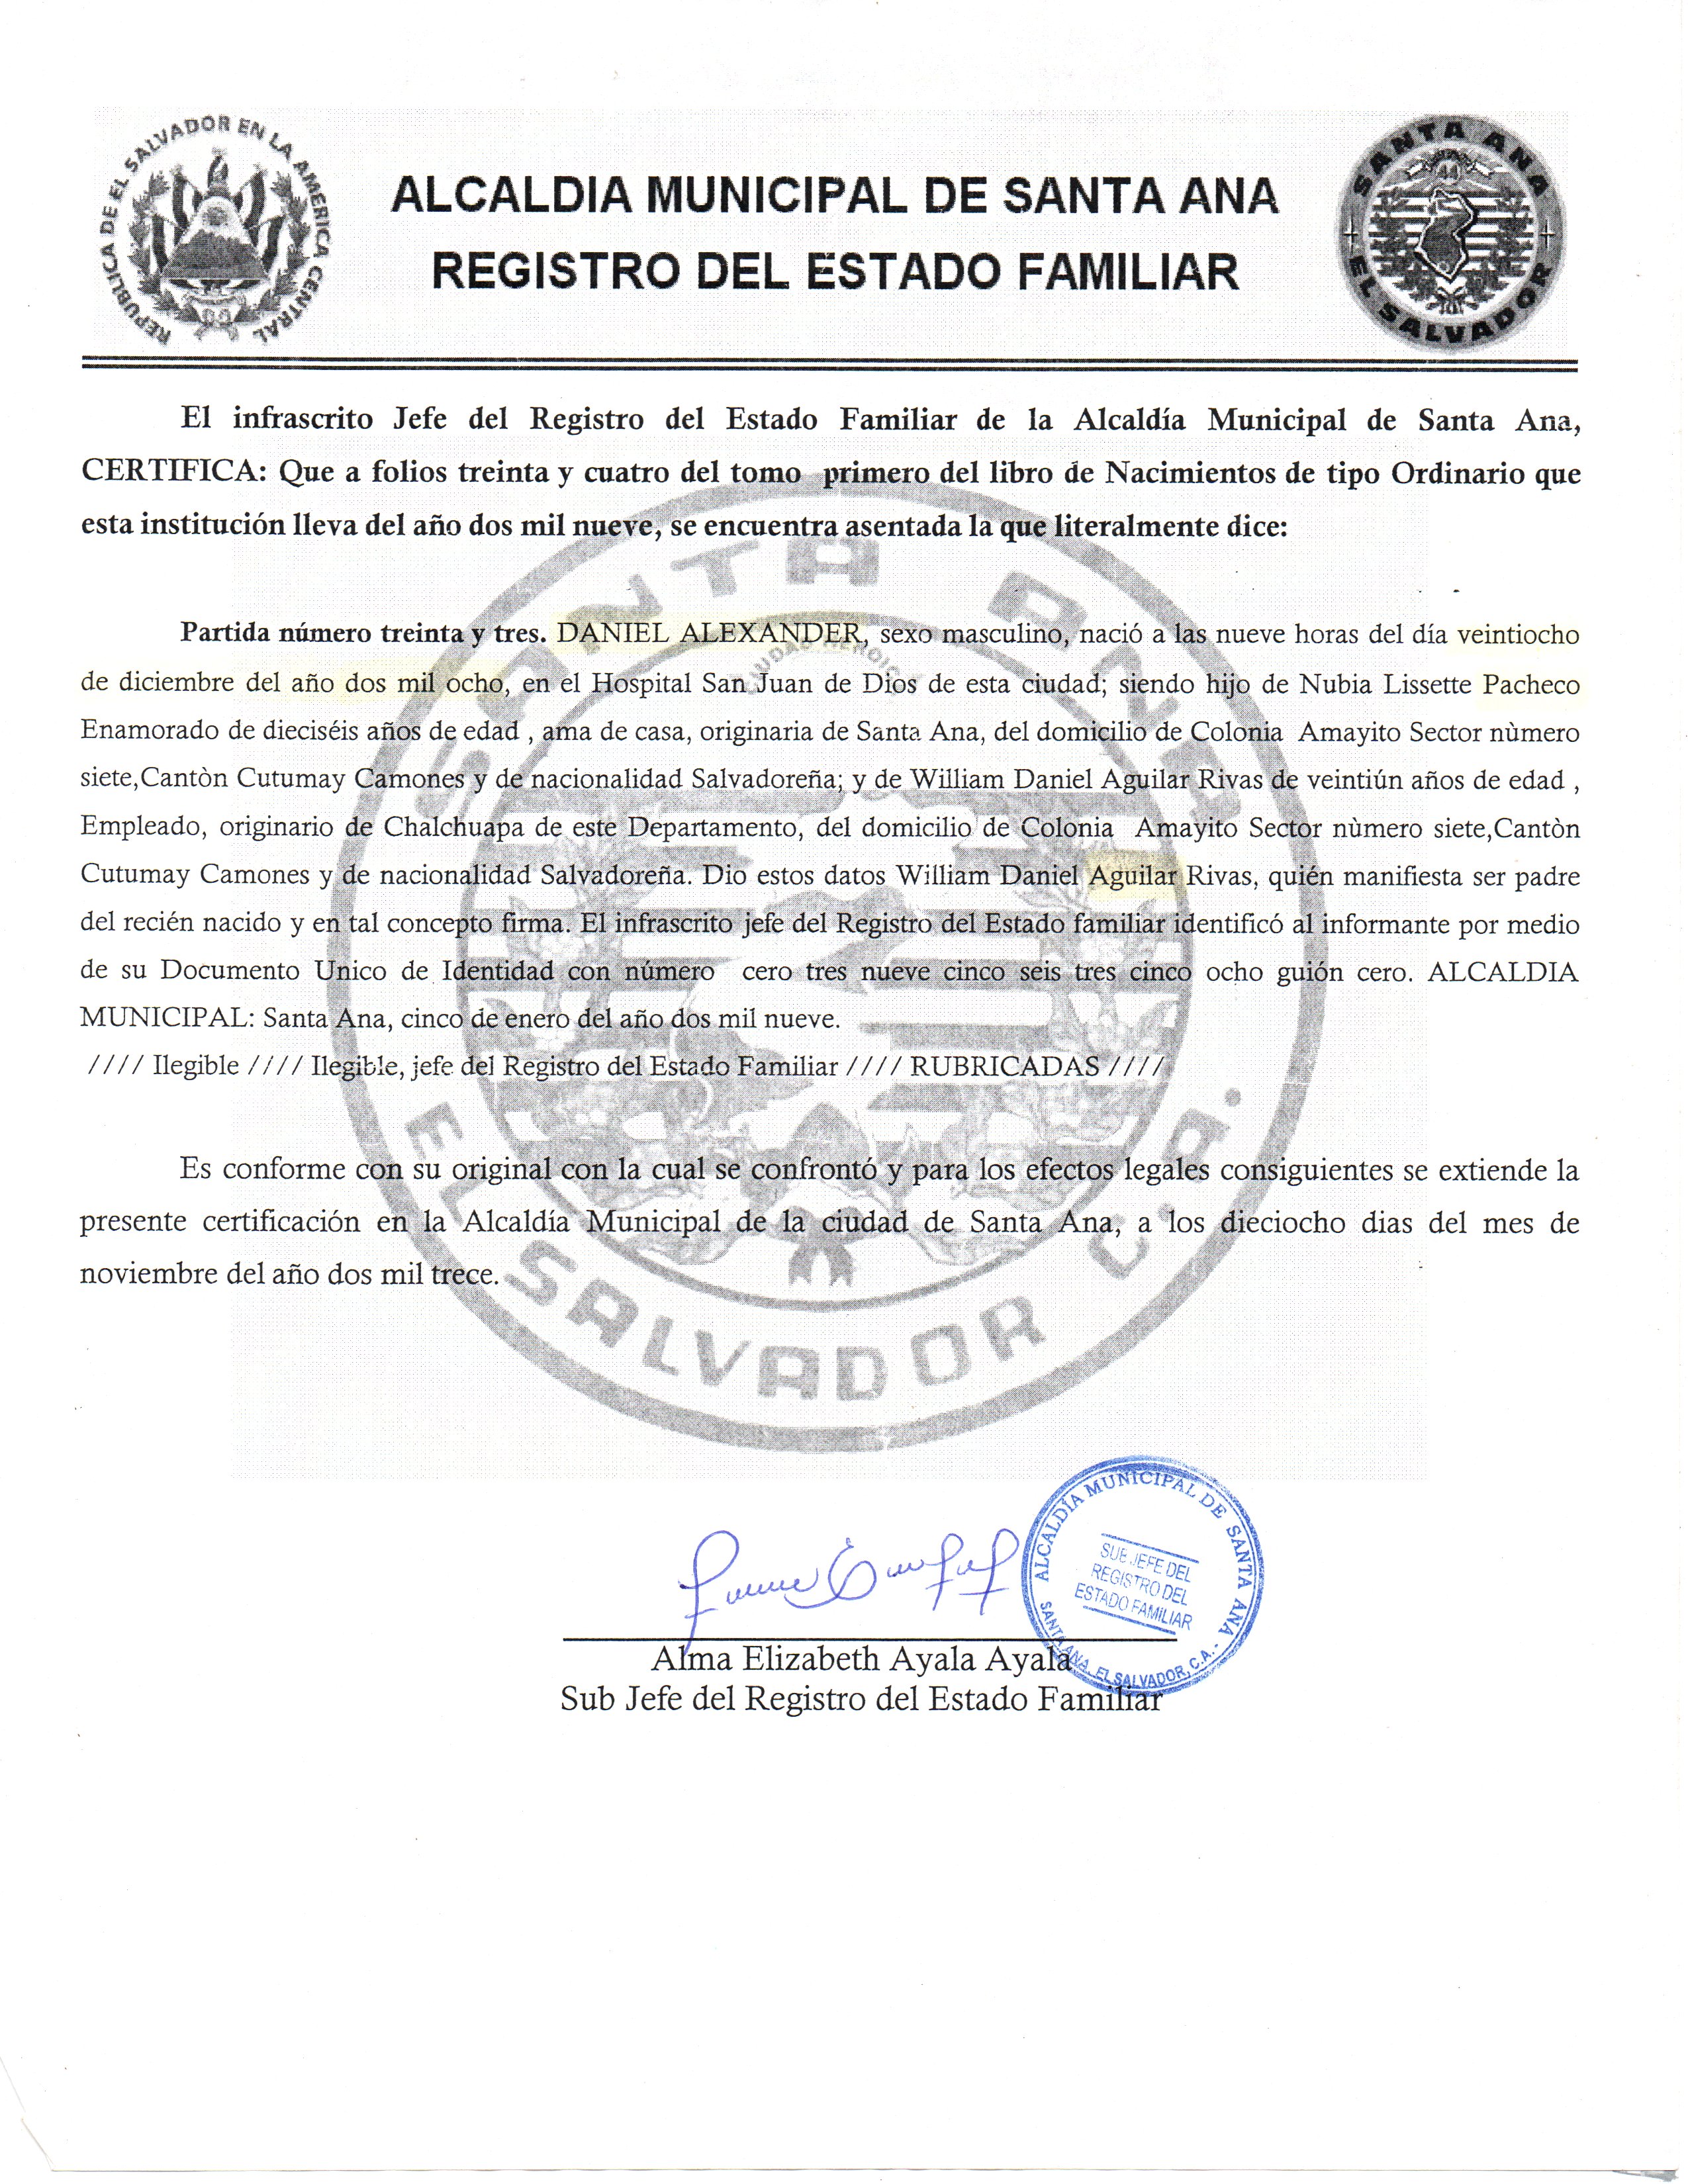 REPUBLICA DE EL SALVADOR EN LA AMERICA CENTRAL
ALCALDIA MUNICIPAL DE SANTA ANA
REGISTRO DEL ESTADO FAMILIAR
SANTA ANA
44
EL SALVADOR
El infrascrito Jefe del Registro del Estado Familiar de la Alcaldía Municipal de Santa Ana,
CERTIFICA: Que a folios treinta y cuatro del tomo primero del libro de Nacimientos de tipo Ordinario que
esta institución lleva del año dos mil nueve, se encuentra asentada la que literalmente dice:
Partida número treinta y tres. DANIEL ALEXANDER, sexo masculino, nació a las nueve horas del día veintiocho
de diciembre del año dos mil ocho, en el Hospital San Juan de Dios de esta ciudad; siendo hijo de Nubia Lissette Pacheco
Enamorado de dieciséis años de edad , ama de casa, originaria de Santa Ana, del domicilio de Colonia Amayito Sector nùmero
siete,Cantòn Cutumay Camones y de nacionalidad Salvadoreña; y de William Daniel Aguilar Rivas de veintiún años de edad ,
Empleado, originario de Chalchuapa de este Departamento, del domicilio de Colonia Amayito Sector nùmero siete,Cantòn
Cutumay Camones y de nacionalidad Salvadoreña. Dio estos datos William Daniel Aguilar Rivas, quién manifiesta ser padre
del recién nacido y en tal concepto firma. El infrascrito jefe del Registro del Estado familiar identificó al informante por medio
de su Documento Unico de Identidad con número cero tres nueve cinco seis tres cinco ocho guión cero. ALCALDIA
MUNICIPAL: Santa Ana, cinco de enero del año dos mil nueve.
//// Ilegible //// Ilegible, jefe del Registro del Estado Familiar //// RUBRICADAS ////
Es conforme con su original con la cual se confrontó y para los efectos legales consiguientes se extiende la
presente certificación en la Alcaldía Municipal de la ciudad de Santa Ana, a los dieciocho dias del mes de
noviembre del año dos mil trece.
SANTA ANA
CIUDAD HEROICA
EL SALVADOR C.A.
ALCALDÍA MUNICIPAL DE SANTA ANA
SUB JEFE DEL
REGISTRO DEL
ESTADO FAMILIAR
SANTA ANA, EL SALVADOR, C.A. -
Alma Elizabeth Ayala Ayala
Sub Jefe del Registro del Estado Familiar